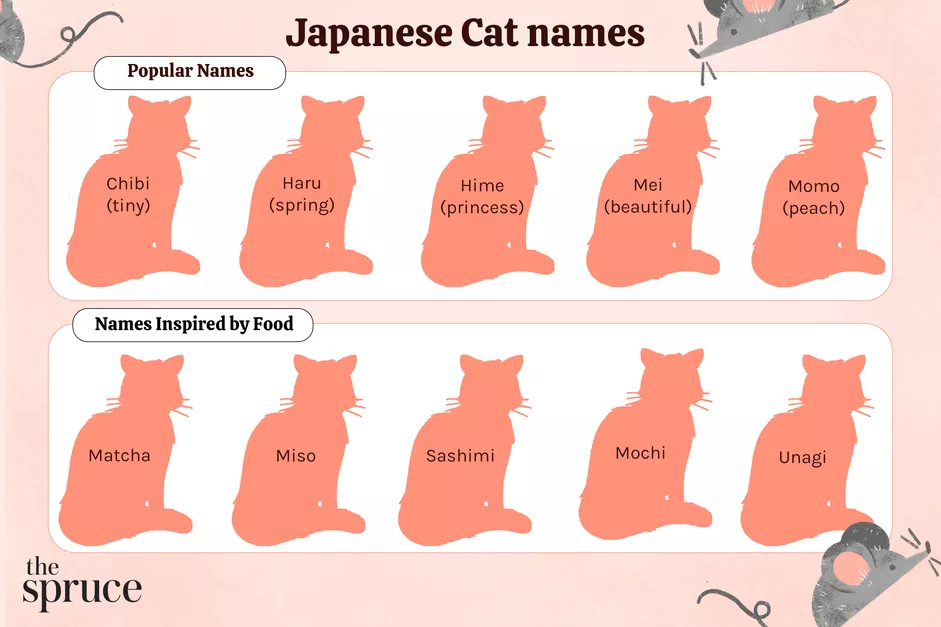 Japanese Cat names
Popular Names
Chibi
(tiny)
Haru
(spring)
Hime
(princess)
Mei
(beautiful)
Momo
(peach)
Names Inspired by Food
Matcha
Miso
Sashimi
Mochi
Unagi
the
spruce